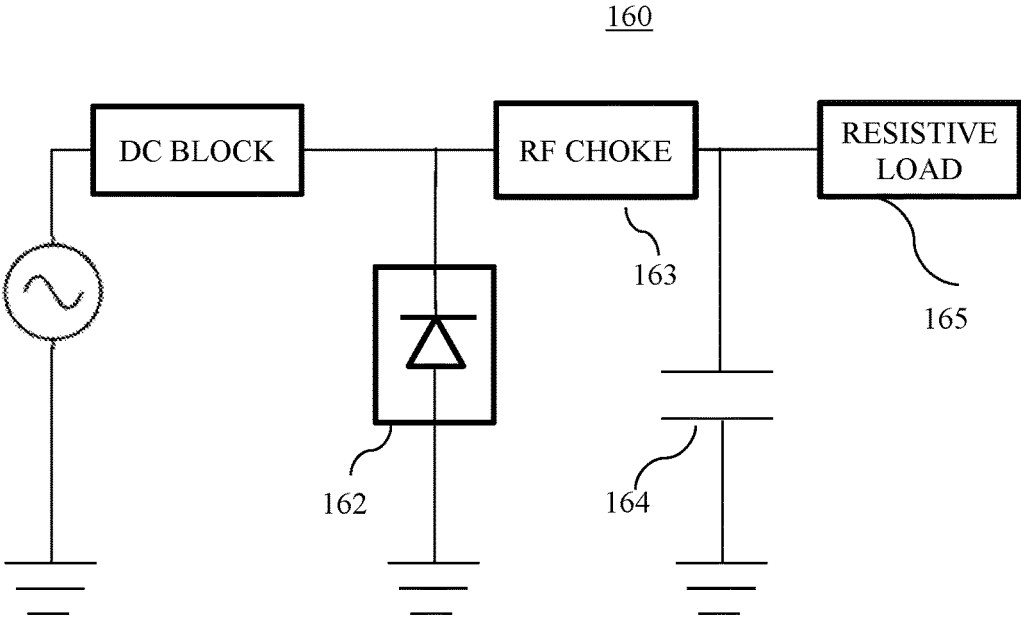 160
DC BLOCK
RF CHOKE
RESISTIVE
LOAD
163
165
162
164